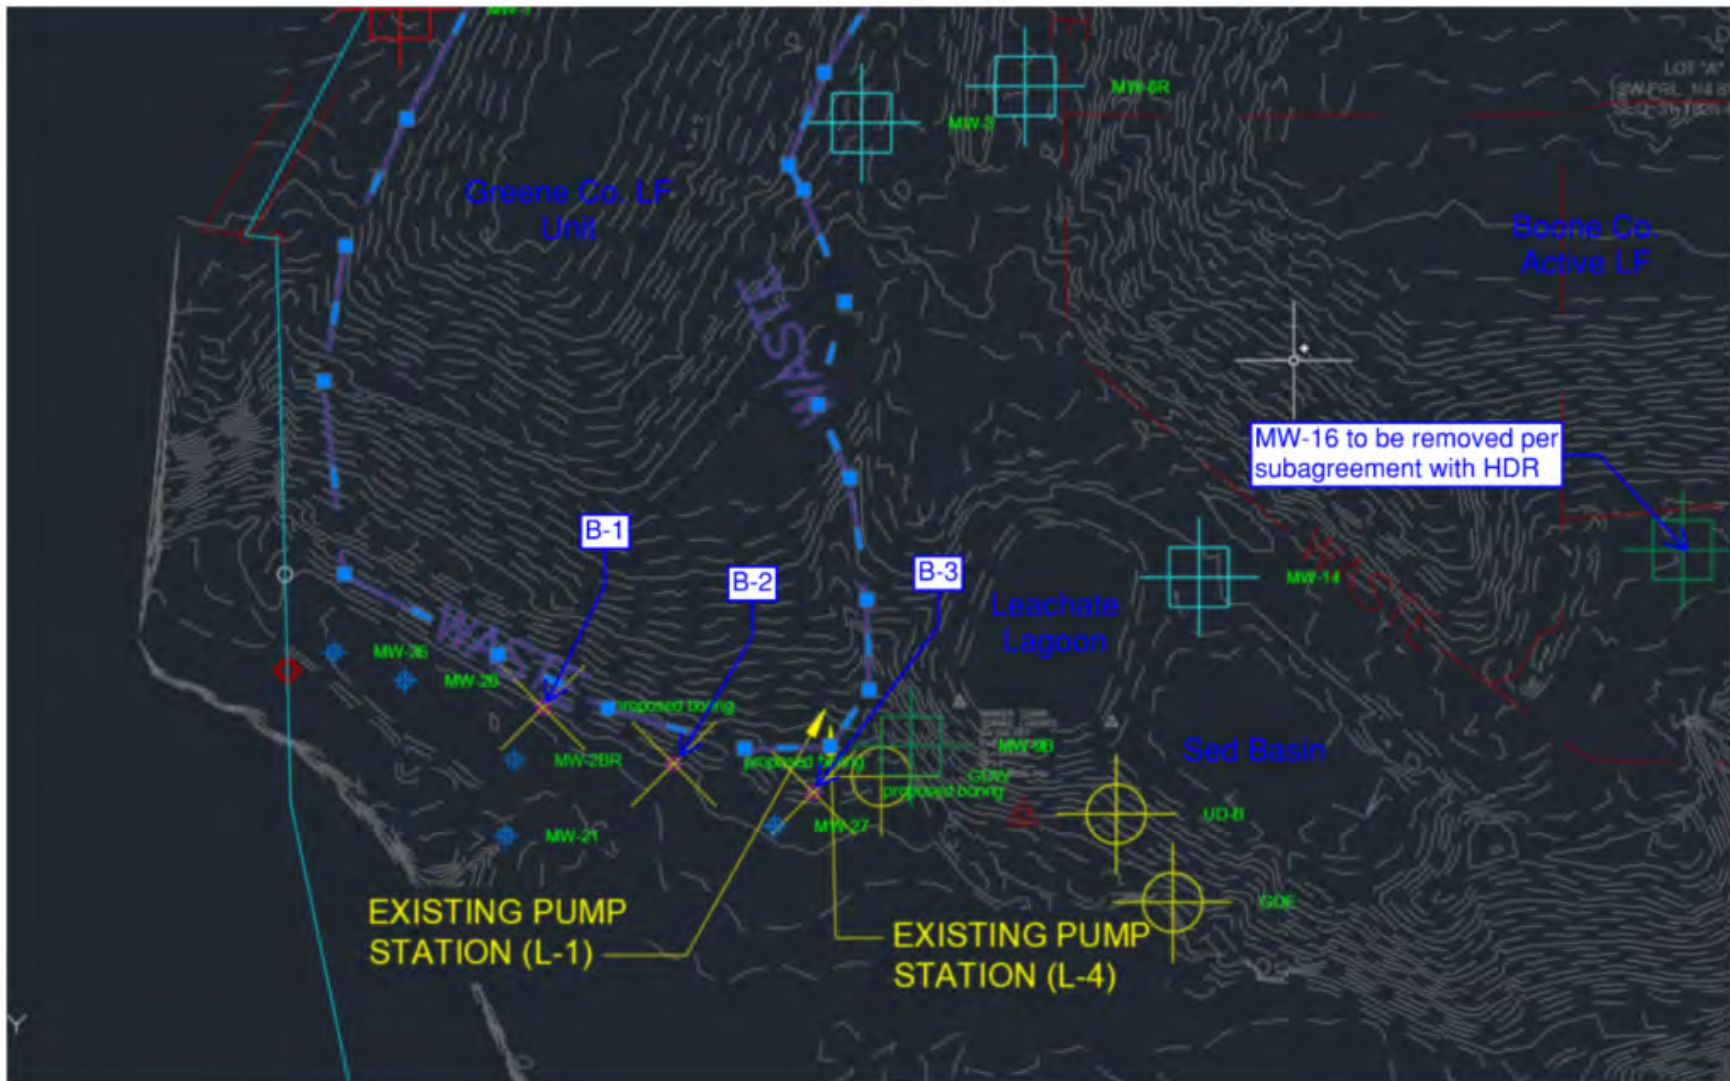 MW-8R
MW-3
LOT "A"
Greene Co. LF
Unit
Boone Co.
Active LF
WASTE
MW-16 to be removed per
subagreement with HDR
B-1
B-2
B-3
WASTE
MW-14
Leachate
Lagoon
WASTE
MW-26
MW-20
proposed boring
MW-9B
Sed Basin
MW-2BR
proposed boring
GDW
proposed boring
UD-B
MW-27
MW-21
GDE
EXISTING PUMP
STATION (L-1)
EXISTING PUMP
STATION (L-4)
Y